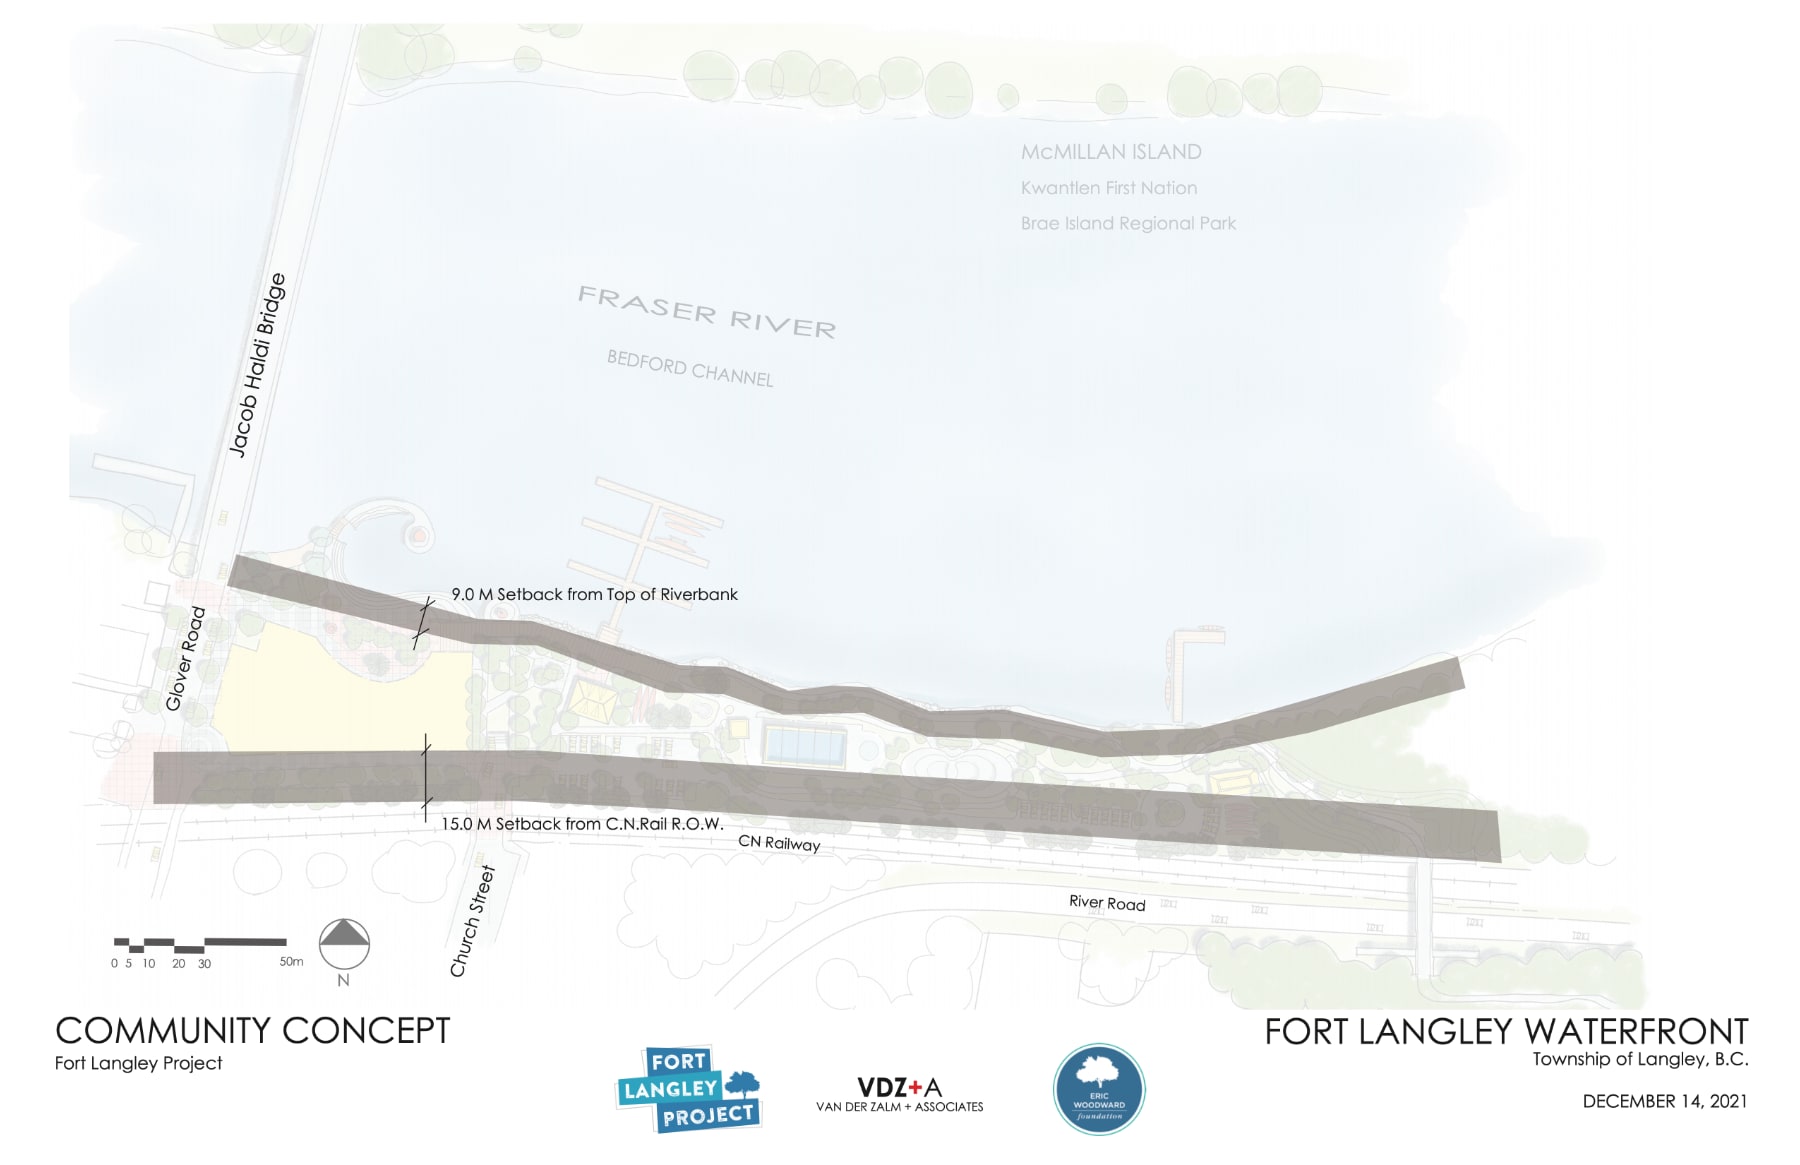 McMILLAN ISLAND
Kwantlen First Nation
Brae Island Regional Park
Jacob Haldi Bridge
FRASER RIVER
BEDFORD CHANNEL
9.0 M Setback from Top of Riverbank
Glover Road
15.0 M Setback from C.N.Rail R.O.W.
CN Railway
River Road
Church Street
0 5 10 20 30 50m
N
COMMUNITY CONCEPT
Fort Langley Project
FORT
LANGLEY
PROJECT
VDZ+A
VAN DER ZALM + ASSOCIATES
ERIC
WOODWARD
foundation
FORT LANGLEY WATERFRONT
Township of Langley, B.C.
DECEMBER 14, 2021